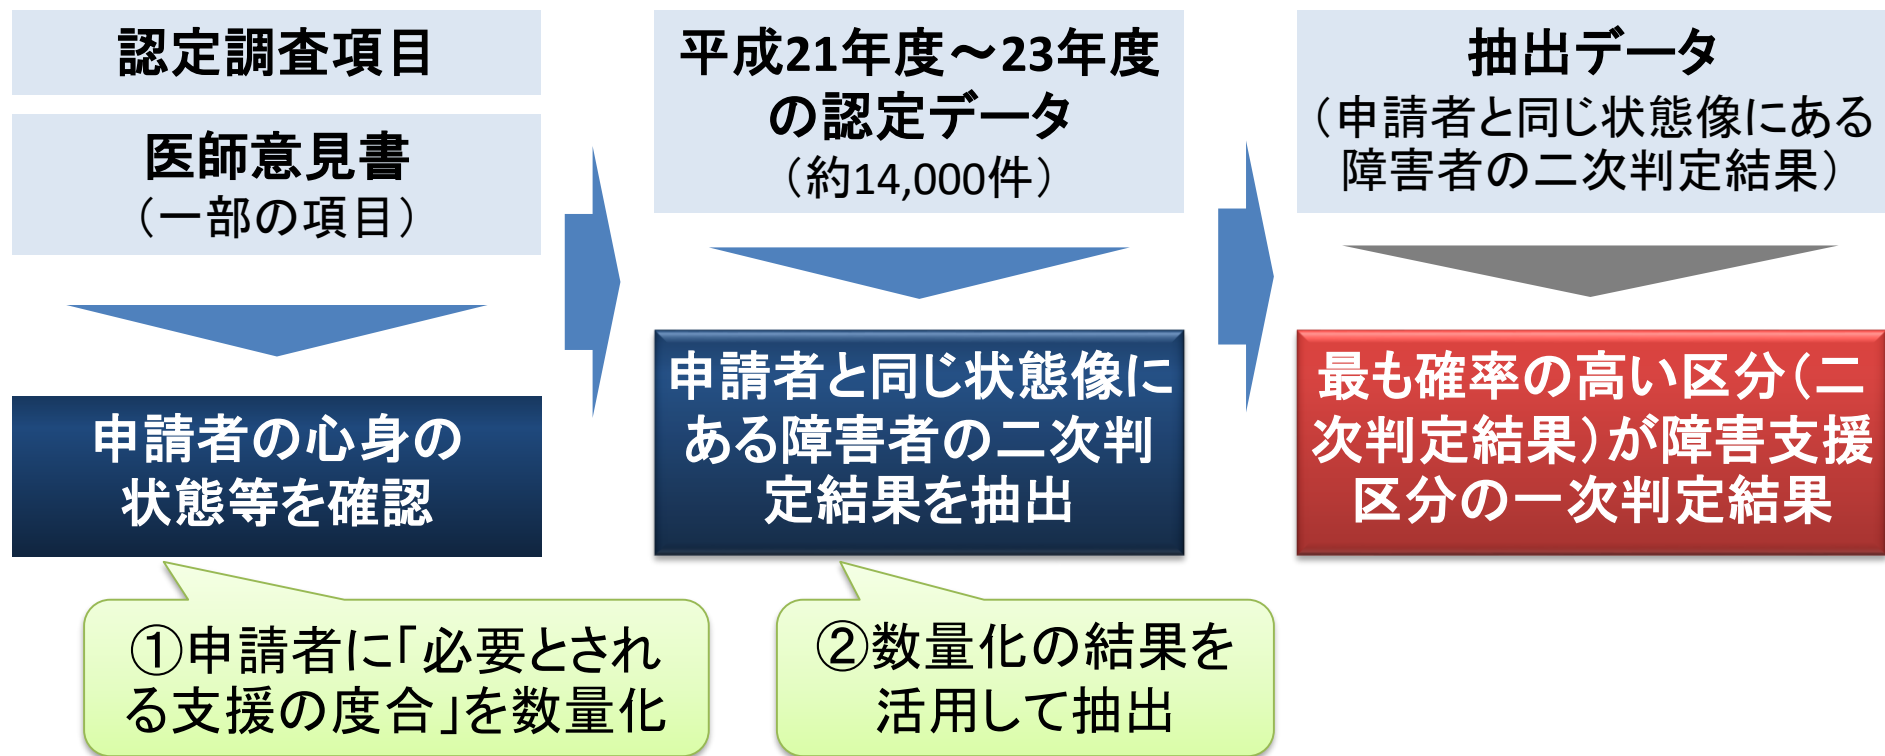 認定調査項目
医師意見書
（一部の項目）
申請者の心身の
状態等を確認
①申請者に「必要とされ
る支援の度合」を数量化
平成21年度～23年度
の認定データ
（約14,000件）
申請者と同じ状態像に
ある障害者の二次判
定結果を抽出
②数量化の結果を
活用して抽出
抽出データ
（申請者と同じ状態像にある
障害者の二次判定結果）
最も確率の高い区分（二
次判定結果）が障害支援
区分の一次判定結果